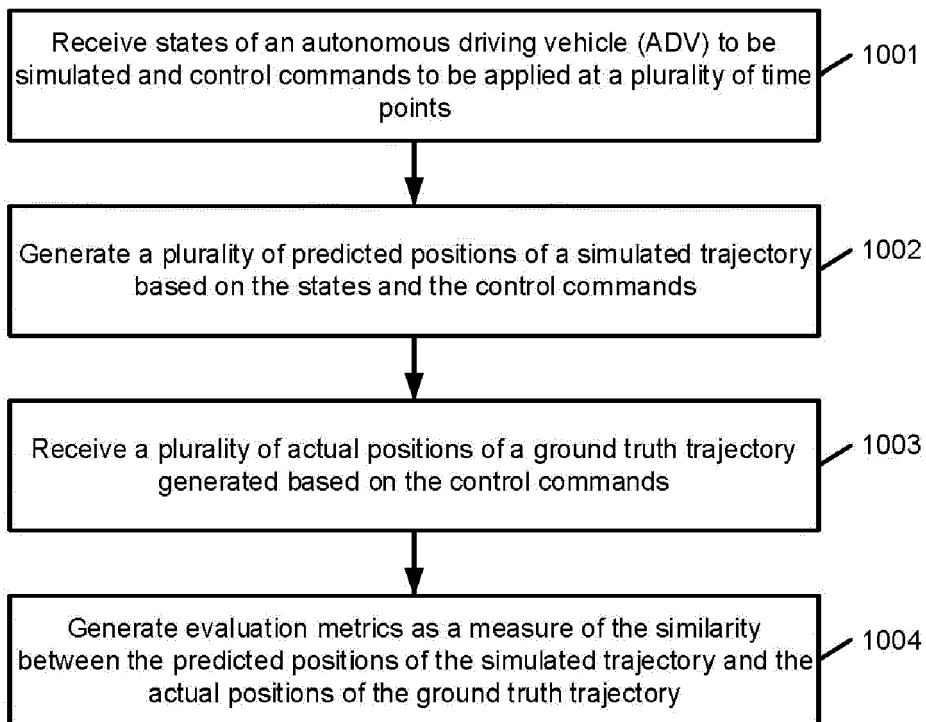 Receive states of an autonomous driving vehicle (ADV) to be
simulated and control commands to be applied at a plurality of time
points
1001
Generate a plurality of predicted positions of a simulated trajectory
based on the states and the control commands
1002
Receive a plurality of actual positions of a ground truth trajectory
generated based on the control commands
1003
Generate evaluation metrics as a measure of the similarity
between the predicted positions of the simulated trajectory and the
actual positions of the ground truth trajectory
1004